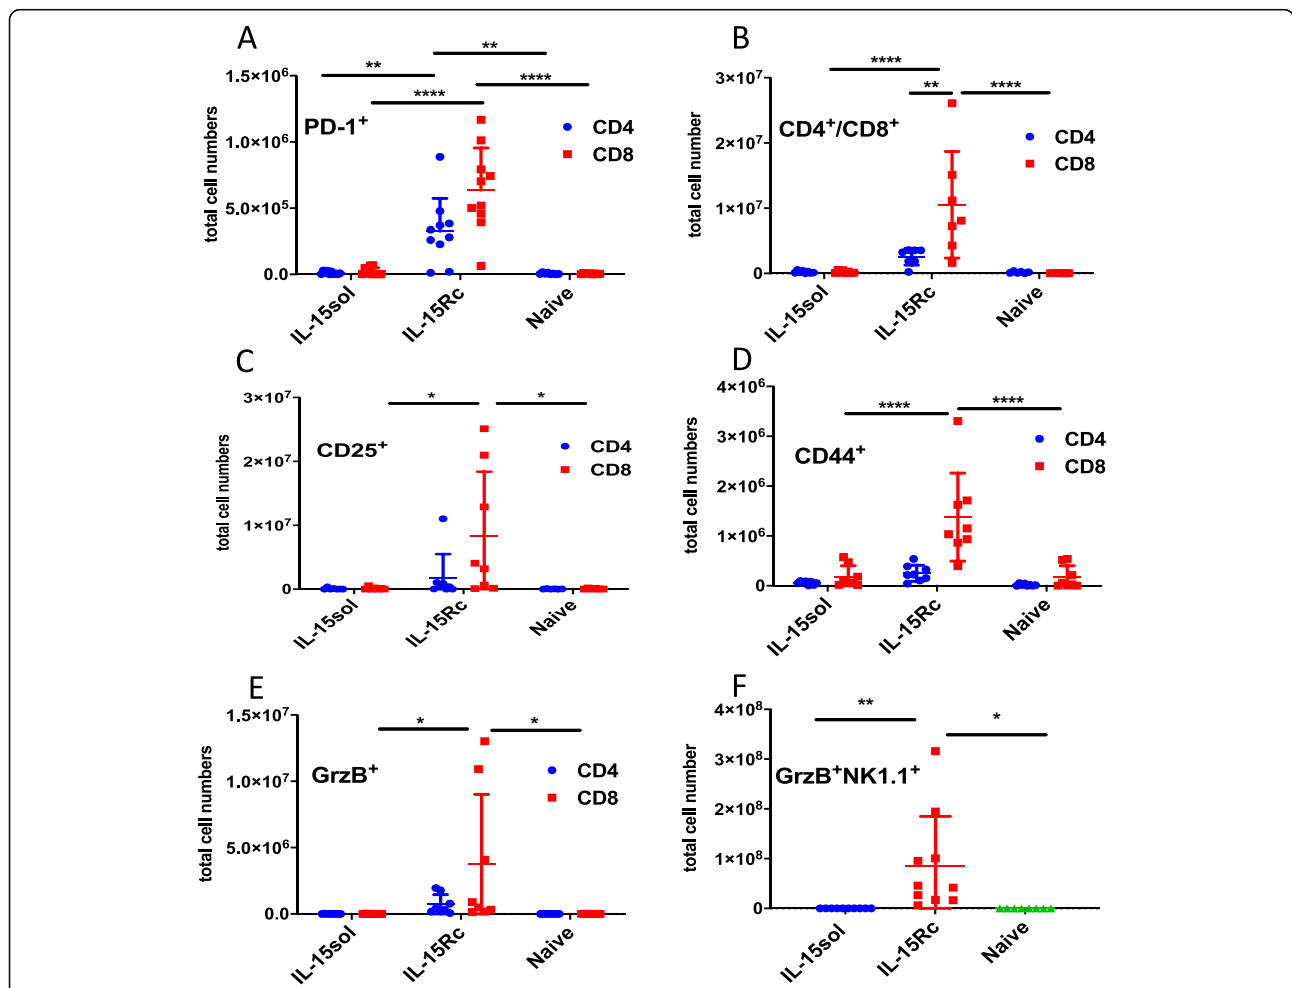 A
** **
1.5×10⁶
** ****
****
PD-1⁺
CD4
CD8
1.0×10⁶
5.0×10⁵
0.0
total cell numbers
IL-15sol IL-15Rc Naive
B
****
** ****
3×10⁷
CD4⁺/CD8⁺
CD4
CD8
2×10⁷
1×10⁷
0
total cell number
IL-15sol IL-15Rc Naive
C
* *
3×10⁷
CD25⁺
CD4
CD8
2×10⁷
1×10⁷
0
total cell numbers
IL-15sol IL-15Rc Naive
D
**** ****
4×10⁶
CD44⁺
CD4
CD8
3×10⁶
2×10⁶
1×10⁶
0
total cell numbers
IL-15sol IL-15Rc Naive
E
* *
1.5×10⁷
GrzB⁺
CD4
CD8
1.0×10⁷
5.0×10⁶
0.0
total cell numbers
IL-15sol IL-15Rc Naive
F
** *
4×10⁸
GrzB⁺NK1.1⁺
3×10⁸
2×10⁸
1×10⁸
0
total cell number
IL-15sol IL-15Rc Naive